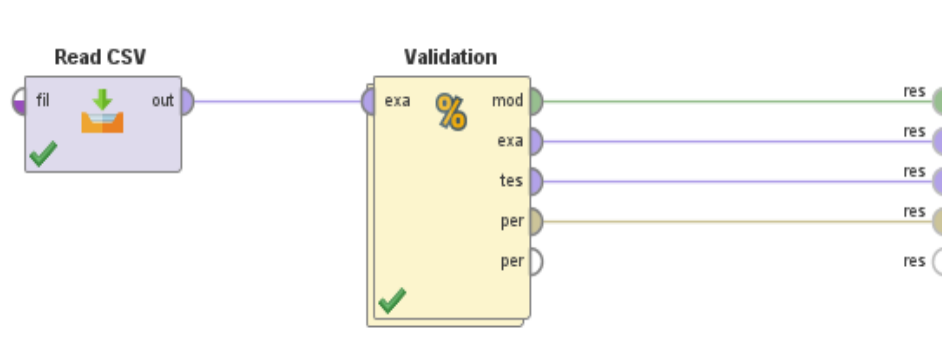 Read CSV
Validation
fil
out
exa
%
mod
exa
tes
per
per
res
res
res
res
res